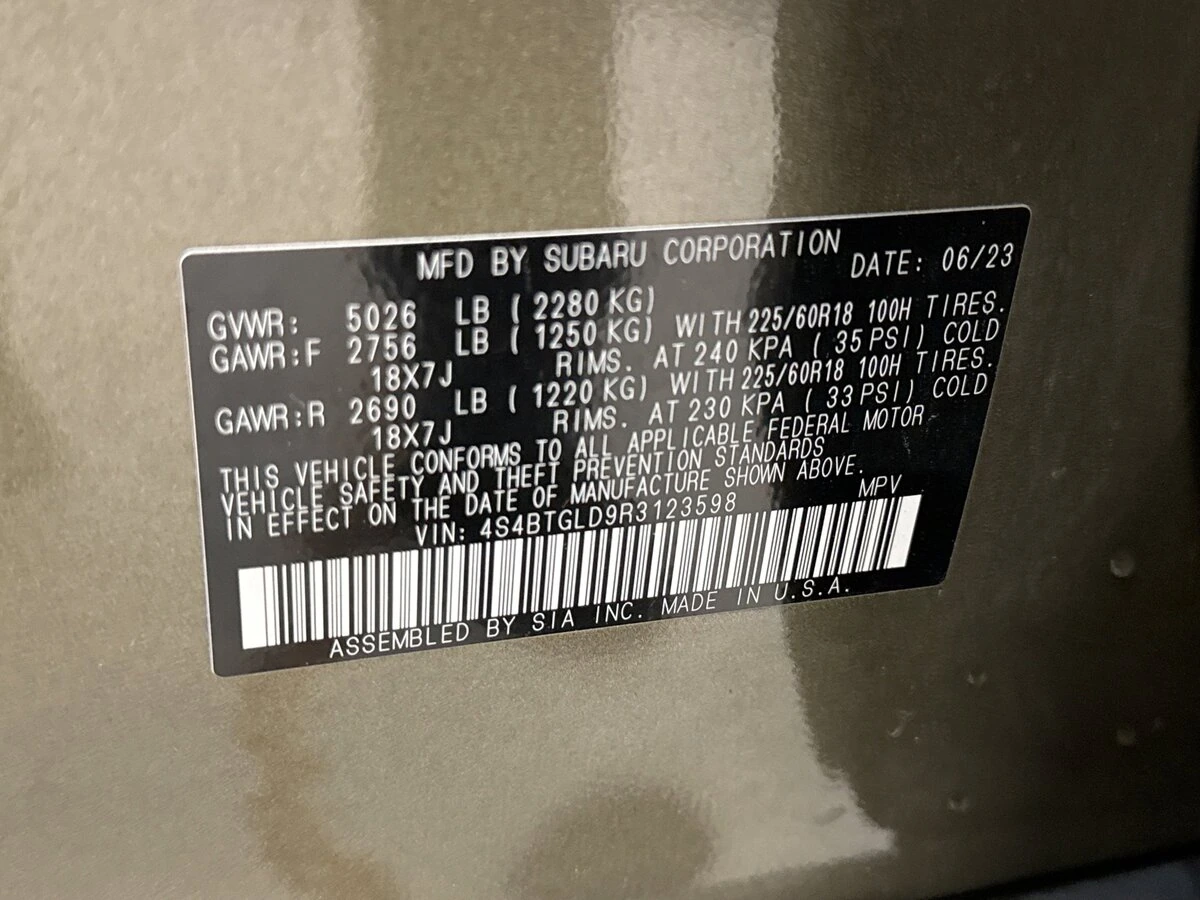 MFD BY SUBARU CORPORATION DATE: 06/23
GVWR: 5026 LB ( 2280 KG)
GAWR:F 2756 LB ( 1250 KG) WITH 225/60R18 100H TIRES.
18X7J RIMS. AT 240 KPA ( 35 PSI) COLD
GAWR:R 2690 LB ( 1220 KG) WITH 225/60R18 100H TIRES.
18X7J RIMS. AT 230 KPA ( 33 PSI) COLD
THIS VEHICLE CONFORMS TO ALL APPLICABLE FEDERAL MOTOR
VEHICLE SAFETY AND THEFT PREVENTION STANDARDS
IN EFFECT ON THE DATE OF MANUFACTURE SHOWN ABOVE.
VIN: 4S4BTGLD9R3123598 MPV
ASSEMBLED BY SIA INC. MADE IN U.S.A.